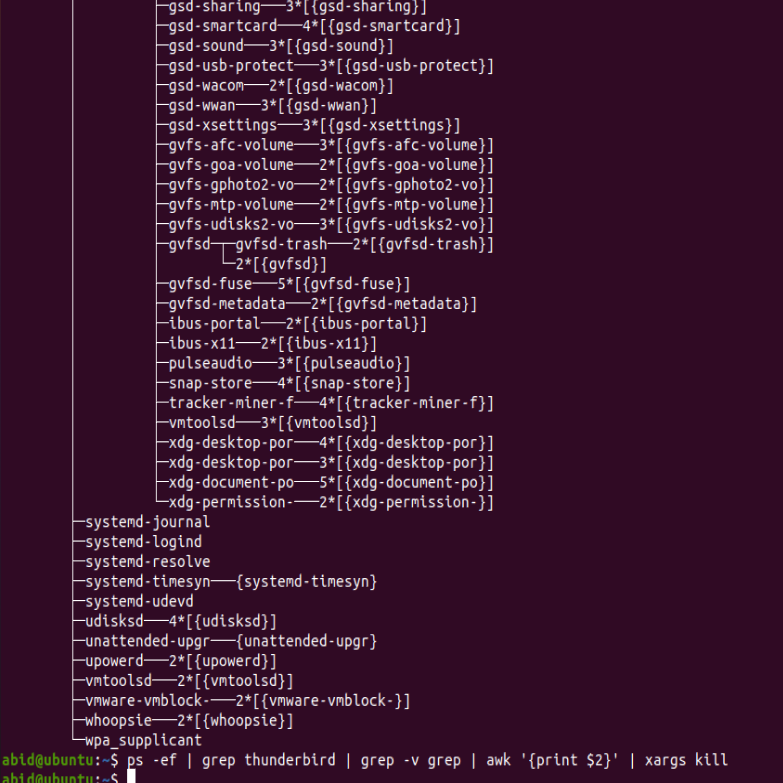 ├─gsd-sharing───3*[{gsd-sharing}]
├─gsd-smartcard───4*[{gsd-smartcard}]
├─gsd-sound───3*[{gsd-sound}]
├─gsd-usb-protect───3*[{gsd-usb-protect}]
├─gsd-wacom───2*[{gsd-wacom}]
├─gsd-wwan───3*[{gsd-wwan}]
├─gsd-xsettings───3*[{gsd-xsettings}]
├─gvfs-afc-volume───3*[{gvfs-afc-volume}]
├─gvfs-goa-volume───2*[{gvfs-goa-volume}]
├─gvfs-gphoto2-vo───2*[{gvfs-gphoto2-vo}]
├─gvfs-mtp-volume───2*[{gvfs-mtp-volume}]
├─gvfs-udisks2-vo───3*[{gvfs-udisks2-vo}]
├─gvfsd─┬─gvfsd-trash───2*[{gvfsd-trash}]
└─2*[{gvfsd}]
├─gvfsd-fuse───5*[{gvfsd-fuse}]
├─gvfsd-metadata───2*[{gvfsd-metadata}]
├─ibus-portal───2*[{ibus-portal}]
├─ibus-x11───2*[{ibus-x11}]
├─pulseaudio───3*[{pulseaudio}]
├─snap-store───4*[{snap-store}]
├─tracker-miner-f───4*[{tracker-miner-f}]
├─vmtoolsd───3*[{vmtoolsd}]
├─xdg-desktop-por───4*[{xdg-desktop-por}]
├─xdg-desktop-por───3*[{xdg-desktop-por}]
├─xdg-document-po───5*[{xdg-document-po}]
└─xdg-permission-───2*[{xdg-permission-}]
├─systemd-journal
├─systemd-logind
├─systemd-resolve
├─systemd-timesyn───{systemd-timesyn}
├─systemd-udevd
├─udisksd───4*[{udisksd}]
├─unattended-upgr───{unattended-upgr}
├─upowerd───2*[{upowerd}]
├─vmtoolsd───2*[{vmtoolsd}]
├─vmware-vmblock-───2*[{vmware-vmblock-}]
├─whoopsie───2*[{whoopsie}]
└─wpa_supplicant
abid@ubuntu:~$ ps -ef | grep thunderbird | grep -v grep | awk '{print $2}' | xargs kill
abid@ubuntu:~$